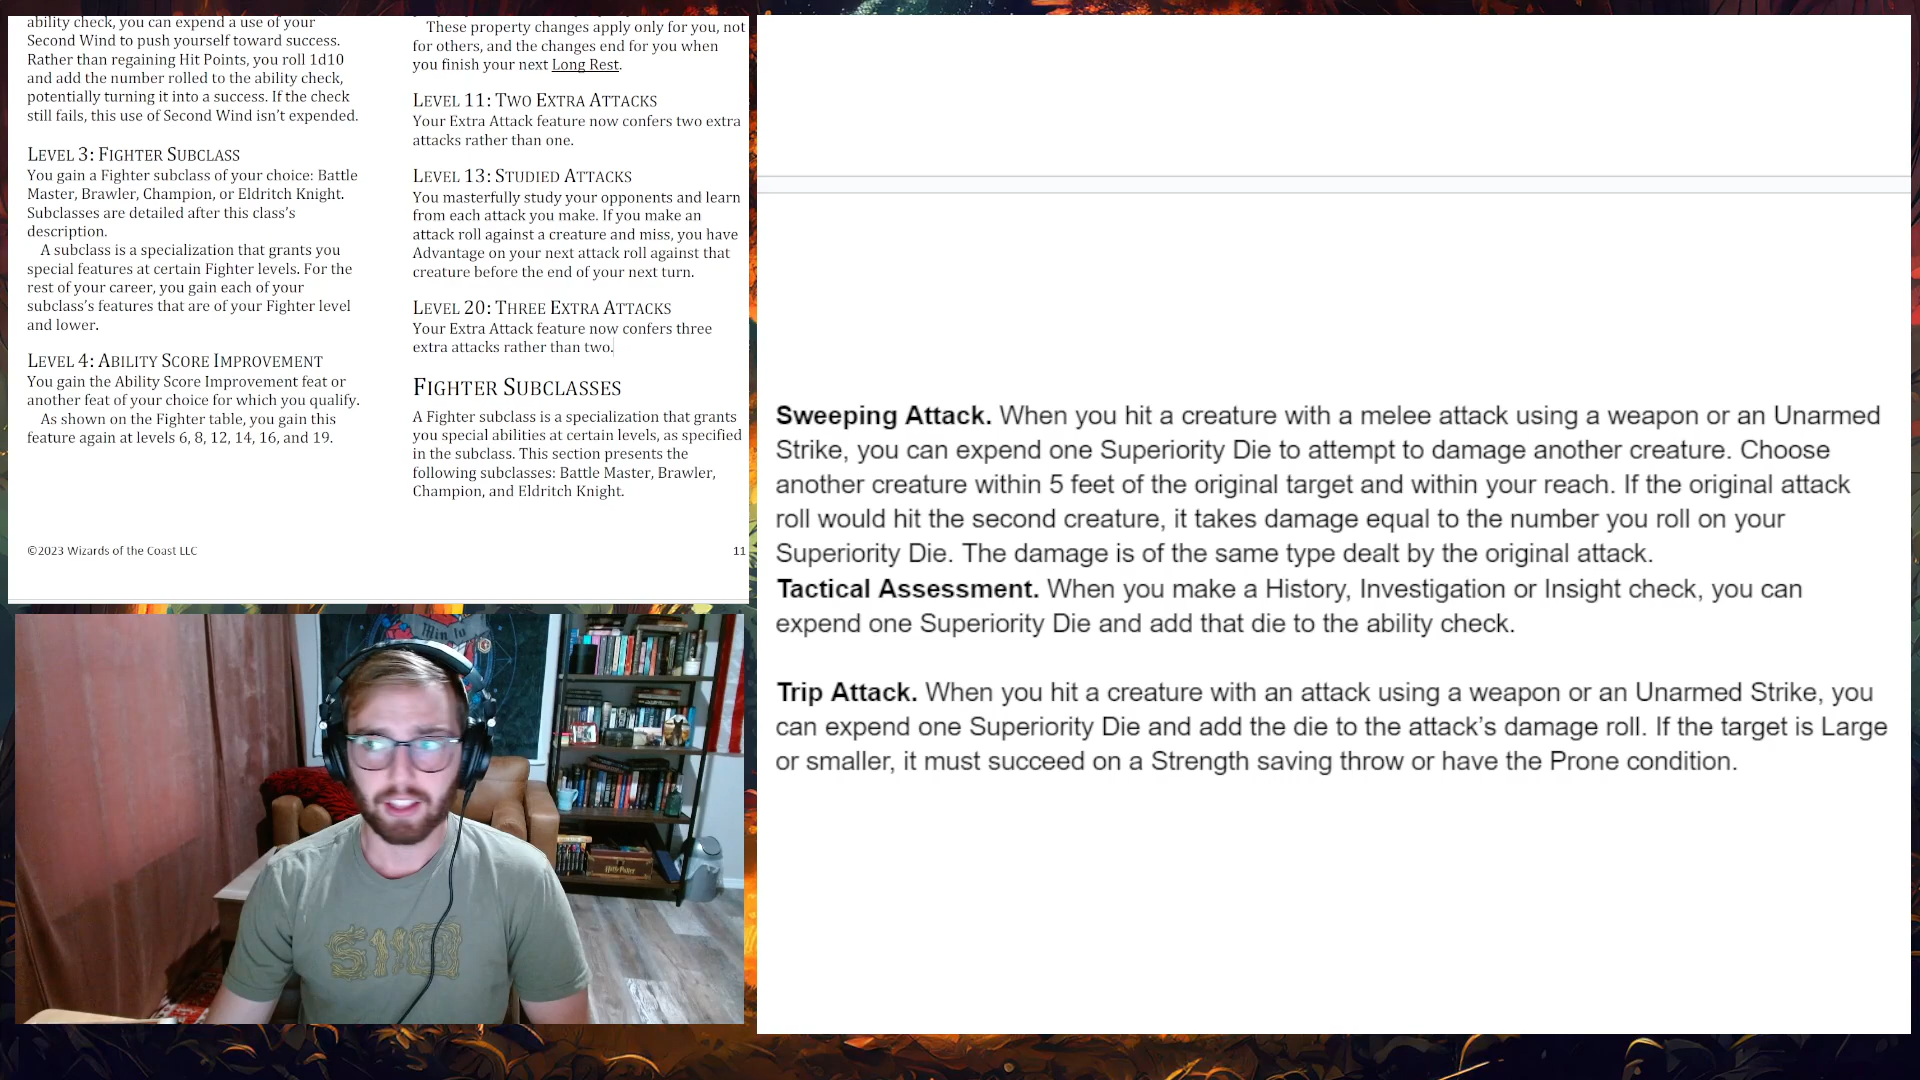 ability check, you can expend a use of your
Second Wind to push yourself toward success.
Rather than regaining Hit Points, you roll 1d10
and add the number rolled to the ability check,
potentially turning it into a success. If the check
still fails, this use of Second Wind isn't expended.
LEVEL 3: FIGHTER SUBCLASS
You gain a Fighter subclass of your choice: Battle
Master, Brawler, Champion, or Eldritch Knight.
Subclasses are detailed after this class's
description.
A subclass is a specialization that grants you
special features at certain Fighter levels. For the
rest of your career, you gain each of your
subclass's features that are of your Fighter level
and lower.
LEVEL 4: ABILITY SCORE IMPROVEMENT
You gain the Ability Score Improvement feat or
another feat of your choice for which you qualify.
As shown on the Fighter table, you gain this
feature again at levels 6, 8, 12, 14, 16, and 19.
©2023 Wizards of the Coast LLC
These property changes apply only for you, not
for others, and the changes end for you when
you finish your next Long Rest.
LEVEL 11: TWO EXTRA ATTACKS
Your Extra Attack feature now confers two extra
attacks rather than one.
LEVEL 13: STUDIED ATTACKS
You masterfully study your opponents and learn
from each attack you make. If you make an
attack roll against a creature and miss, you have
Advantage on your next attack roll against that
creature before the end of your next turn.
LEVEL 20: THREE EXTRA ATTACKS
Your Extra Attack feature now confers three
extra attacks rather than two.
FIGHTER SUBCLASSES
A Fighter subclass is a specialization that grants
you special abilities at certain levels, as specified
in the subclass. This section presents the
following subclasses: Battle Master, Brawler,
Champion, and Eldritch Knight.
11
Sweeping Attack. When you hit a creature with a melee attack using a weapon or an Unarmed
Strike, you can expend one Superiority Die to attempt to damage another creature. Choose
another creature within 5 feet of the original target and within your reach. If the original attack
roll would hit the second creature, it takes damage equal to the number you roll on your
Superiority Die. The damage is of the same type dealt by the original attack.
Tactical Assessment. When you make a History, Investigation or Insight check, you can
expend one Superiority Die and add that die to the ability check.
Trip Attack. When you hit a creature with an attack using a weapon or an Unarmed Strike, you
can expend one Superiority Die and add the die to the attack's damage roll. If the target is Large
or smaller, it must succeed on a Strength saving throw or have the Prone condition.
Harry Potter